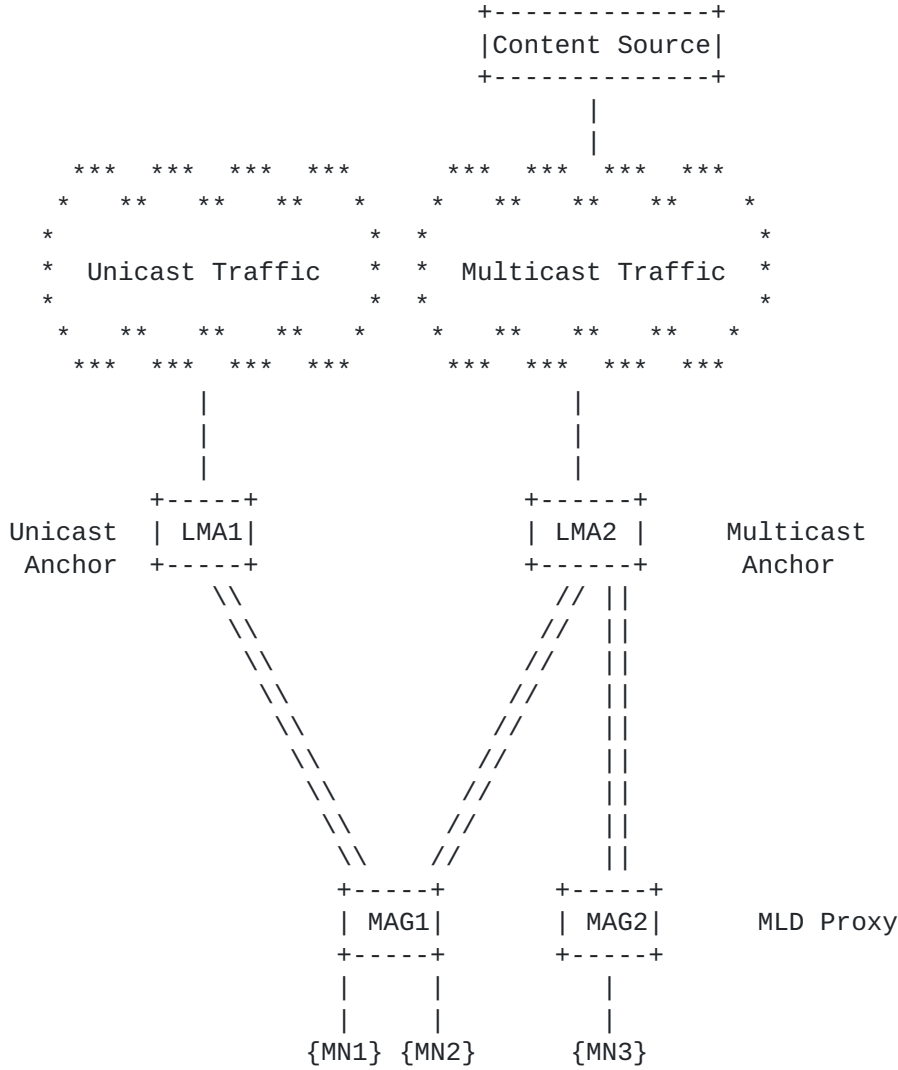 Content Source
Unicast Traffic Multicast Traffic
Unicast LMA1 LMA2 Multicast
Anchor Anchor
MAG1 MAG2 MLD Proxy
{MN1} {MN2} {MN3}